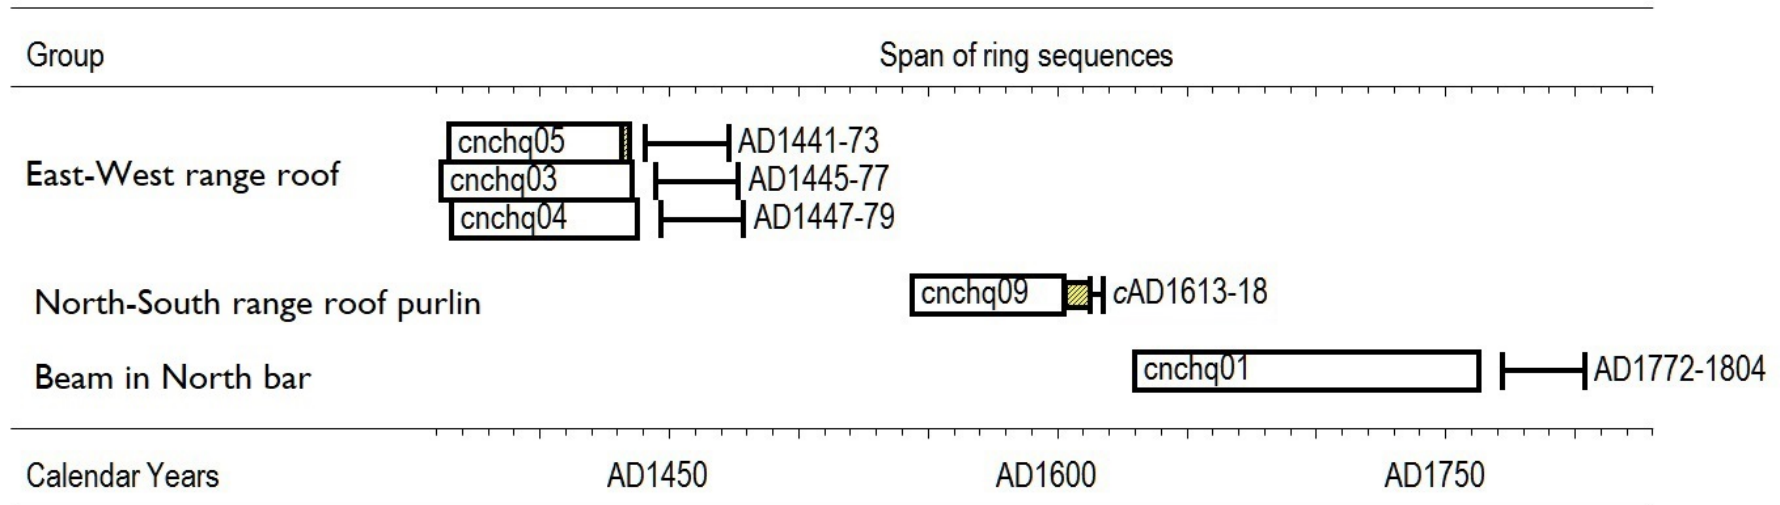 Group Span of ring sequences
cnchq05 AD1441-73
East-West range roof cnchq03 AD1445-77
cnchq04 AD1447-79
North-South range roof purlin cnchq09 cAD1613-18
Beam in North bar cnchq01 AD1772-1804
Calendar Years AD1450 AD1600 AD1750